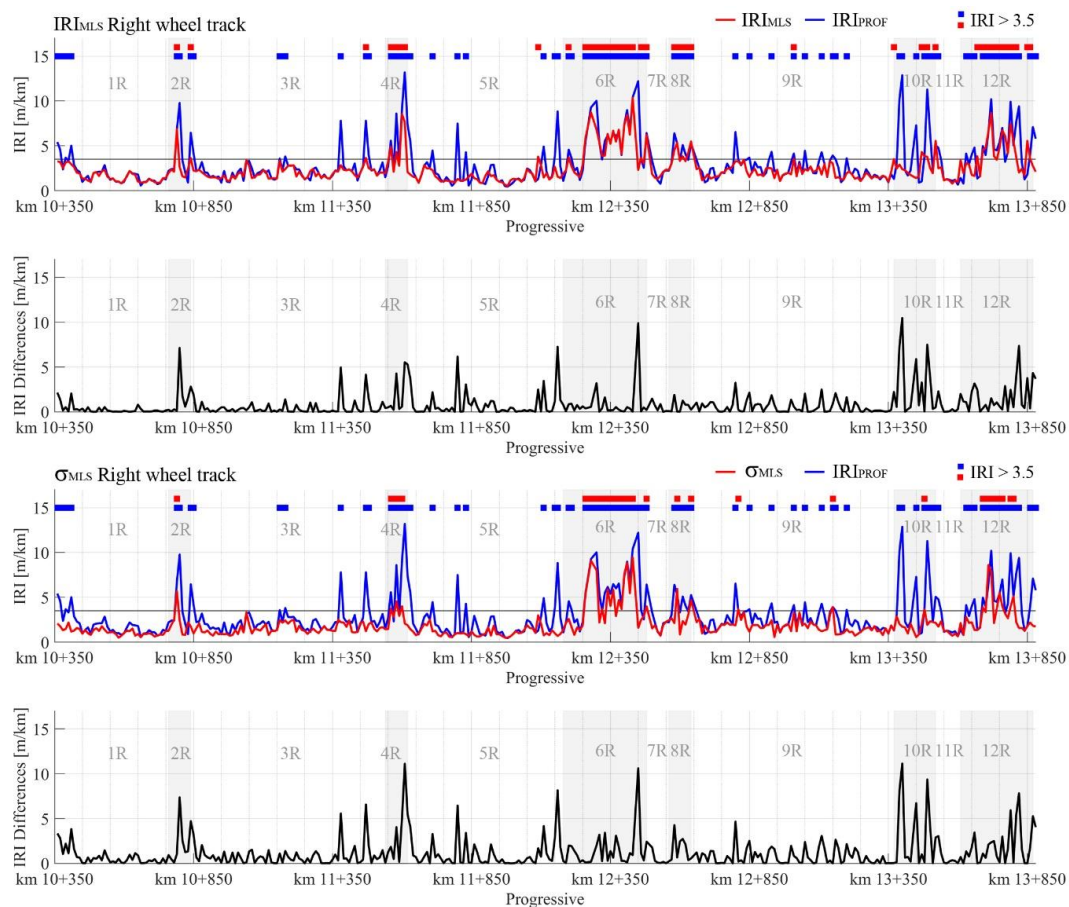 IRIMLS Right wheel track
IRIMLS IRIPROF IRI > 3.5
15
10
5
0
IRI [m/km]
1R 2R 3R 4R 5R 6R 7R 8R 9R 10R 11R 12R
km 10+350 km 10+850 km 11+350 km 11+850 km 12+350 km 12+850 km 13+350 km 13+850
Progressive
15
10
5
0
IRI Differences [m/km]
1R 2R 3R 4R 5R 6R 7R 8R 9R 10R 11R 12R
km 10+350 km 10+850 km 11+350 km 11+850 km 12+350 km 12+850 km 13+350 km 13+850
Progressive
σMLS Right wheel track
σMLS IRIPROF IRI > 3.5
15
10
5
0
IRI [m/km]
1R 2R 3R 4R 5R 6R 7R 8R 9R 10R 11R 12R
km 10+350 km 10+850 km 11+350 km 11+850 km 12+350 km 12+850 km 13+350 km 13+850
Progressive
15
10
5
0
IRI Differences [m/km]
1R 2R 3R 4R 5R 6R 7R 8R 9R 10R 11R 12R
km 10+350 km 10+850 km 11+350 km 11+850 km 12+350 km 12+850 km 13+350 km 13+850
Progressive